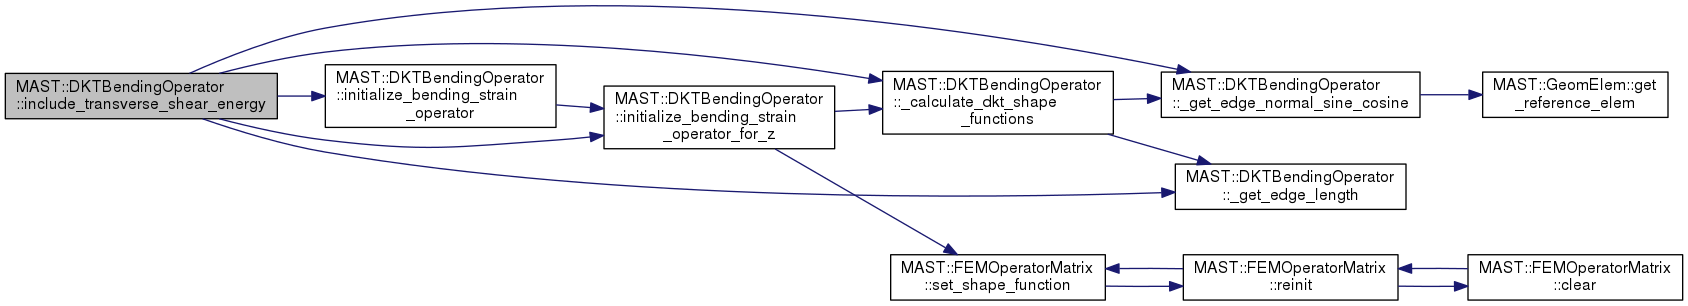 MAST::DKTBendingOperator
::include_transverse_shear_energy
MAST::DKTBendingOperator
::initialize_bending_strain
_operator
MAST::DKTBendingOperator
::initialize_bending_strain
_operator_for_z
MAST::DKTBendingOperator
::_calculate_dkt_shape
_functions
MAST::DKTBendingOperator
::_get_edge_normal_sine_cosine
MAST::GeomElem::get
_reference_elem
MAST::DKTBendingOperator
::_get_edge_length
MAST::FEMOperatorMatrix
::set_shape_function
MAST::FEMOperatorMatrix
::reinit
MAST::FEMOperatorMatrix
::clear